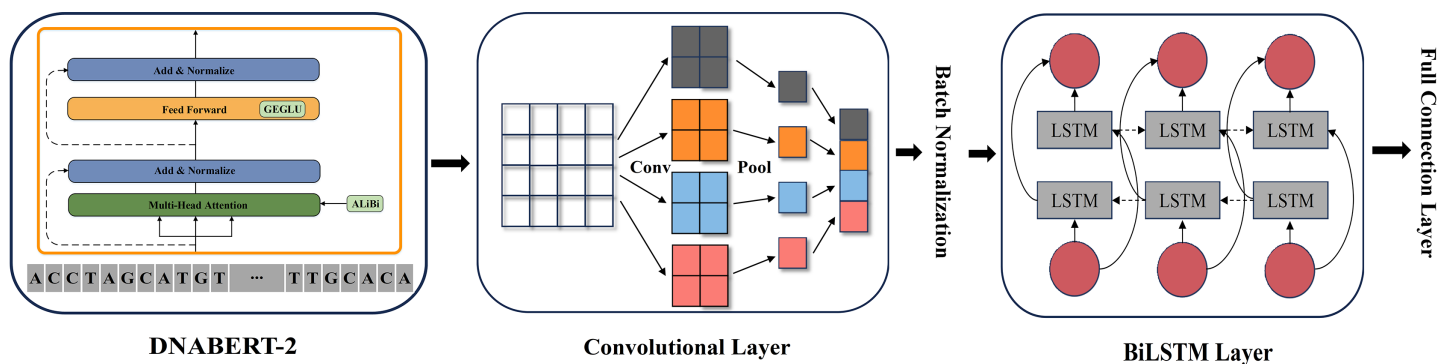 Add & Normalize
Feed Forward
GEGLU
Add & Normalize
Multi-Head Attention
ALiBi
A C C T A G C A T G T ... T T G C A C A
DNABERT-2
Conv
Pool
Convolutional Layer
Batch Normalization
LSTM LSTM LSTM
LSTM LSTM LSTM
BiLSTM Layer
Full Connection Layer